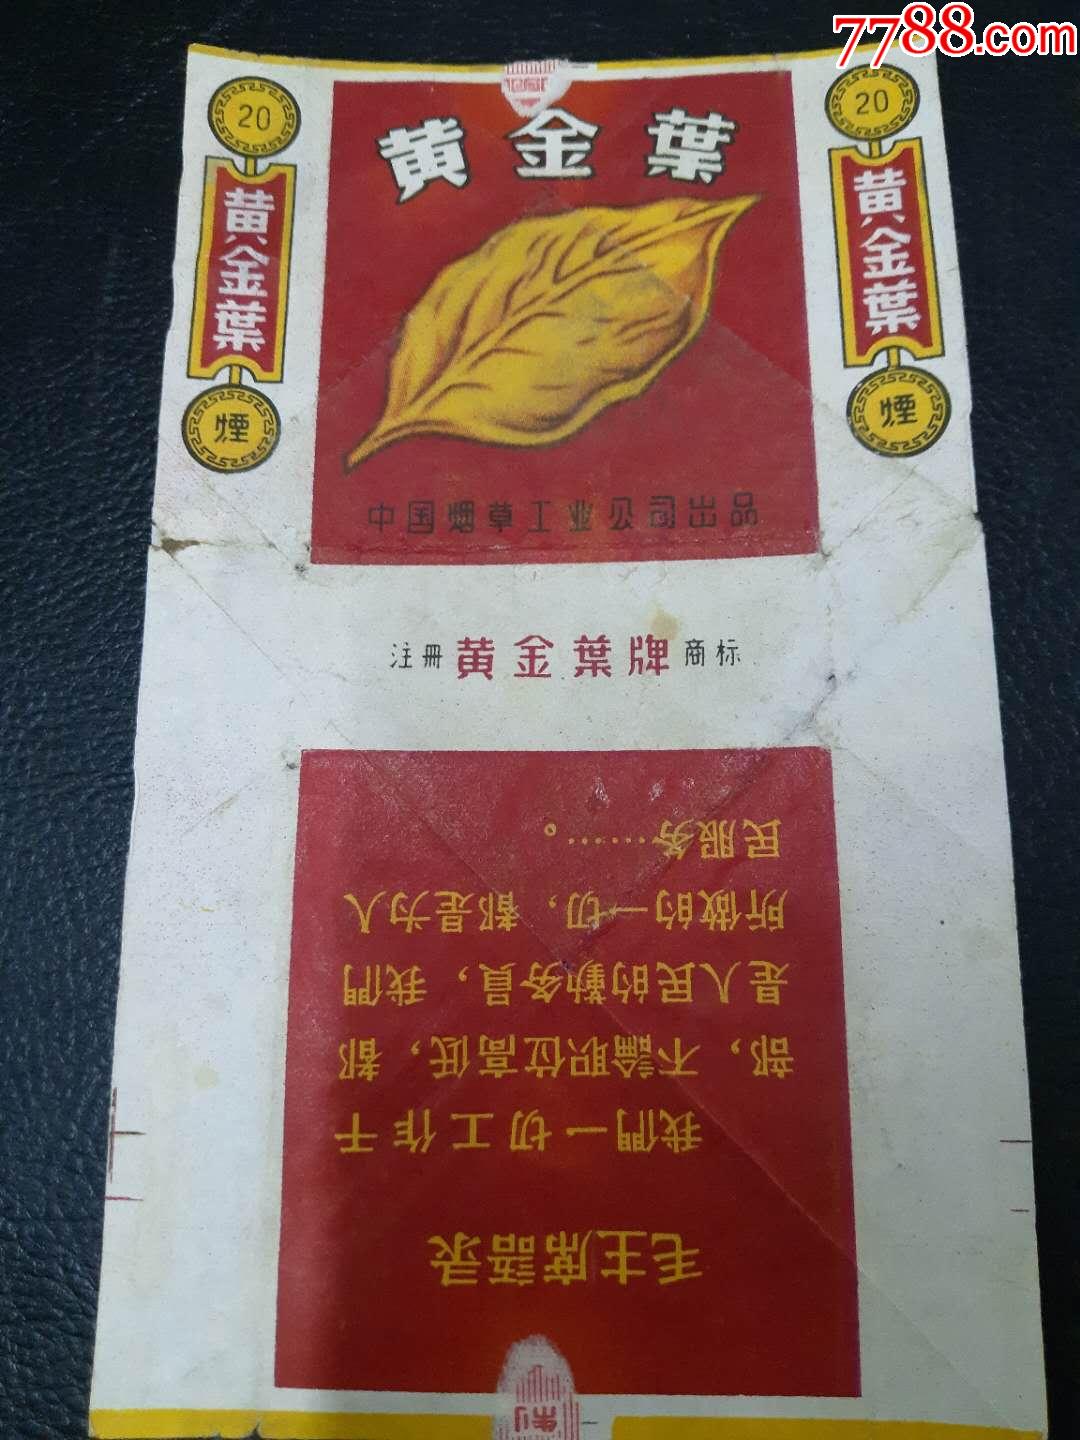 7788.com
黄金葉
20
黄金葉
煙
20
黄金葉
煙
中国烟草工业公司出品
注冊 黄金葉牌 商标
毛主席語录
我們一切工作干
部，不論职位高低，都
是人民的勤务員，我們
所做的一切，都是为人
民服务……。
制